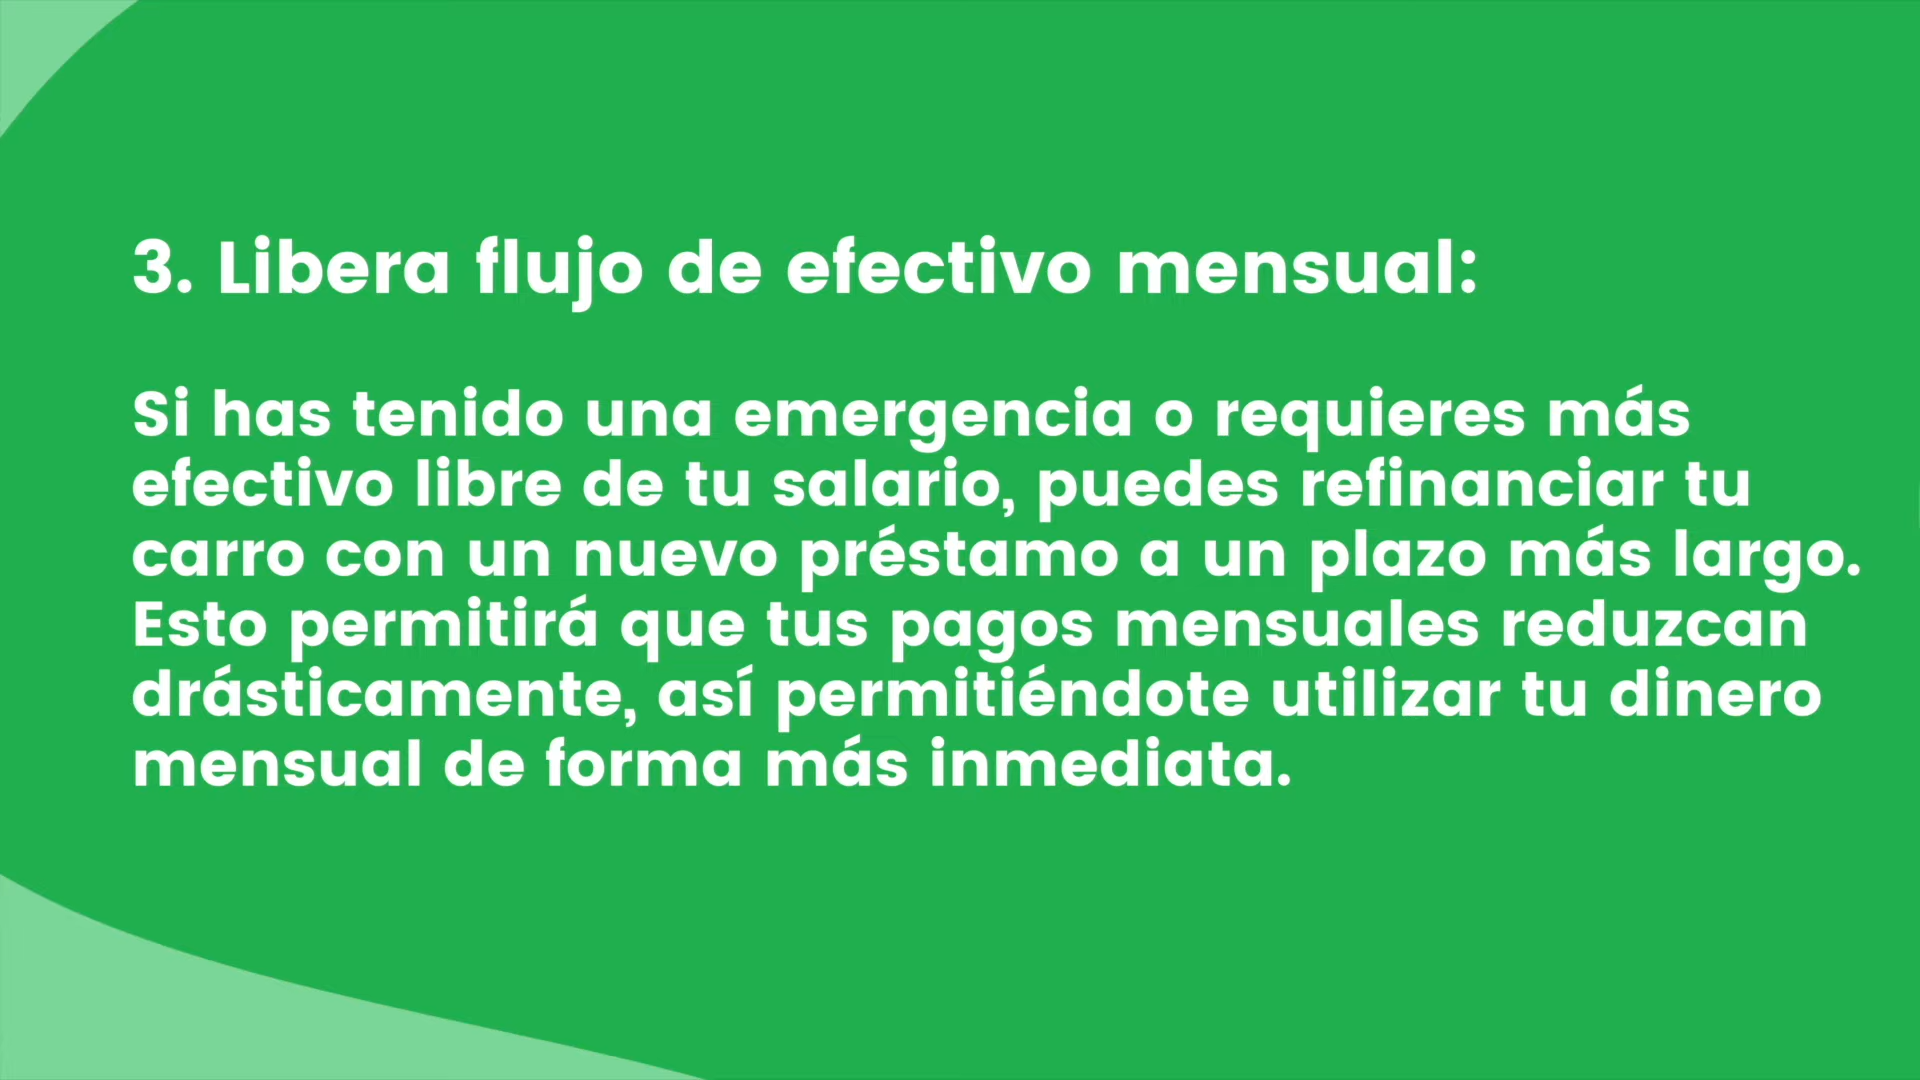 3. Libera flujo de efectivo mensual:
Si has tenido una emergencia o requieres más
efectivo libre de tu salario, puedes refinanciar tu
carro con un nuevo préstamo a un plazo más largo.
Esto permitirá que tus pagos mensuales reduzcan
drásticamente, así permitiéndote utilizar tu dinero
mensual de forma más inmediata.